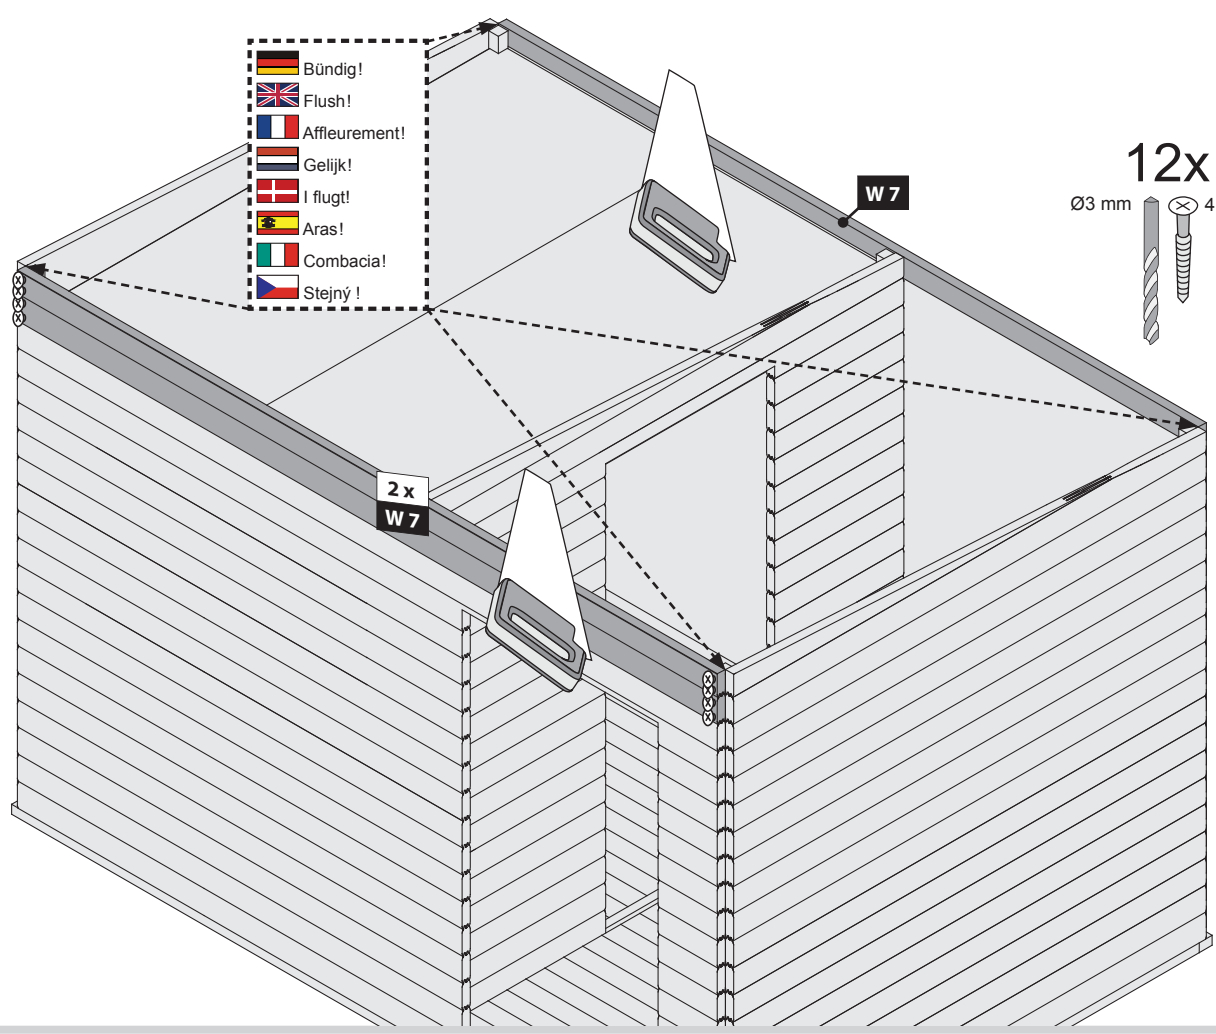 Bündig!
Flush!
Affleurement!
Gelijk!
I flugt!
Aras!
Combacia!
Stejný !
12x
Ø3 mm
4
W 7
2 x
W 7